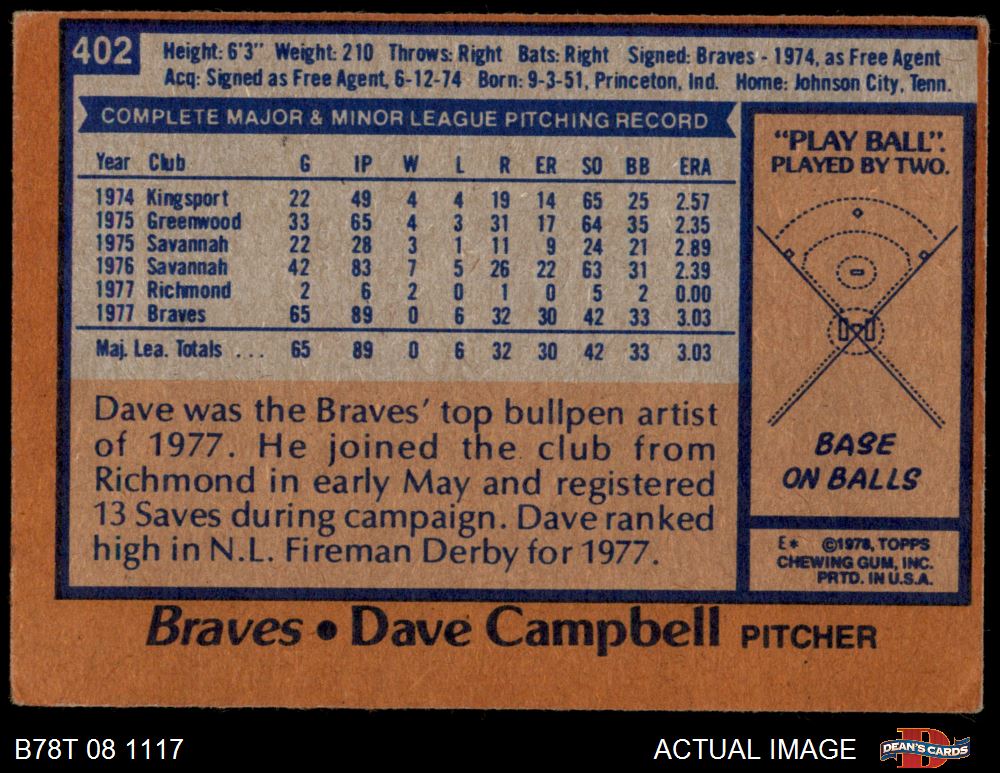 402
Height: 6'3" Weight: 210 Throws: Right Bats: Right Signed: Braves - 1974, as Free Agent
Acq: Signed as Free Agent, 6-12-74 Born: 9-3-51, Princeton, Ind. Home: Johnson City, Tenn.
COMPLETE MAJOR & MINOR LEAGUE PITCHING RECORD
Year Club G IP W L R ER SO BB ERA
1974 Kingsport 22 49 4 4 19 14 65 25 2.57
1975 Greenwood 33 65 4 3 31 17 64 35 2.35
1975 Savannah 22 28 3 1 11 9 24 21 2.89
1976 Savannah 42 83 7 5 26 22 63 31 2.39
1977 Richmond 2 6 2 0 1 0 5 2 0.00
1977 Braves 65 89 0 6 32 30 42 33 3.03
Maj. Lea. Totals ... 65 89 0 6 32 30 42 33 3.03
Dave was the Braves' top bullpen artist
of 1977. He joined the club from
Richmond in early May and registered
13 Saves during campaign. Dave ranked
high in N.L. Fireman Derby for 1977.
"PLAY BALL".
PLAYED BY TWO.
BASE
ON BALLS
E* ©1978, TOPPS
CHEWING GUM, INC.
PRTD. IN U.S.A.
Braves • Dave Campbell PITCHER
B78T 08 1117
ACTUAL IMAGE
D
DEAN'S CARDS